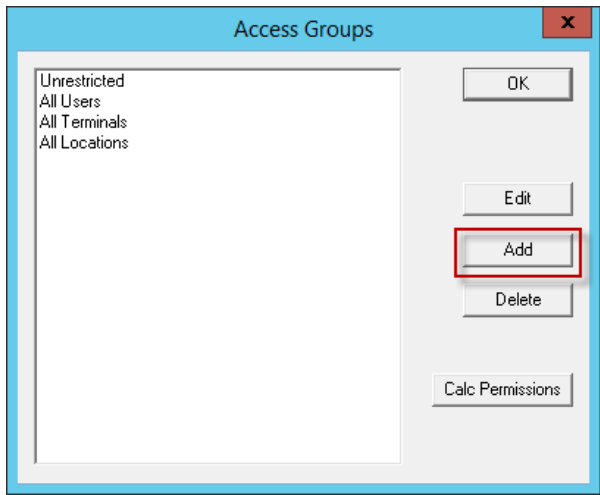 Access Groups
x
Unrestricted
All Users
All Terminals
All Locations
OK
Edit
Add
Delete
Calc Permissions